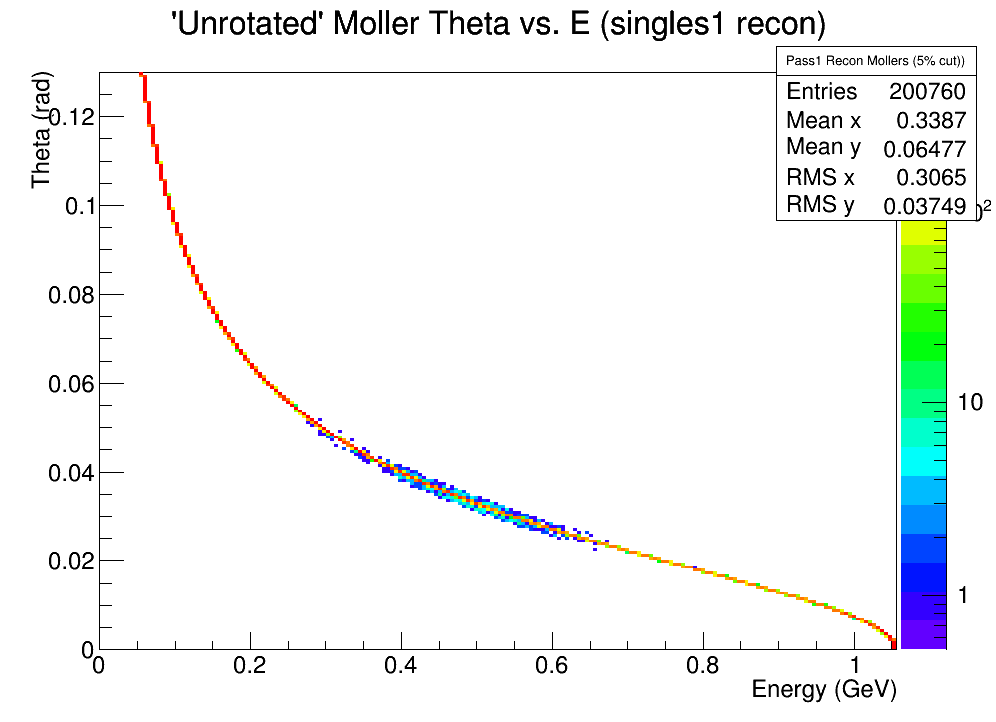 'Unrotated' Moller Theta vs. E (singles1 recon)
Pass1 Recon Mollers (5% cut))
Entries 200760
Mean x 0.3387
Mean y 0.06477
RMS x 0.3065
RMS y 0.03749
Theta (rad)
0.12
0.1
0.08
0.06
0.04
0.02
0
0 0.2 0.4 0.6 0.8 1
Energy (GeV)
10
1